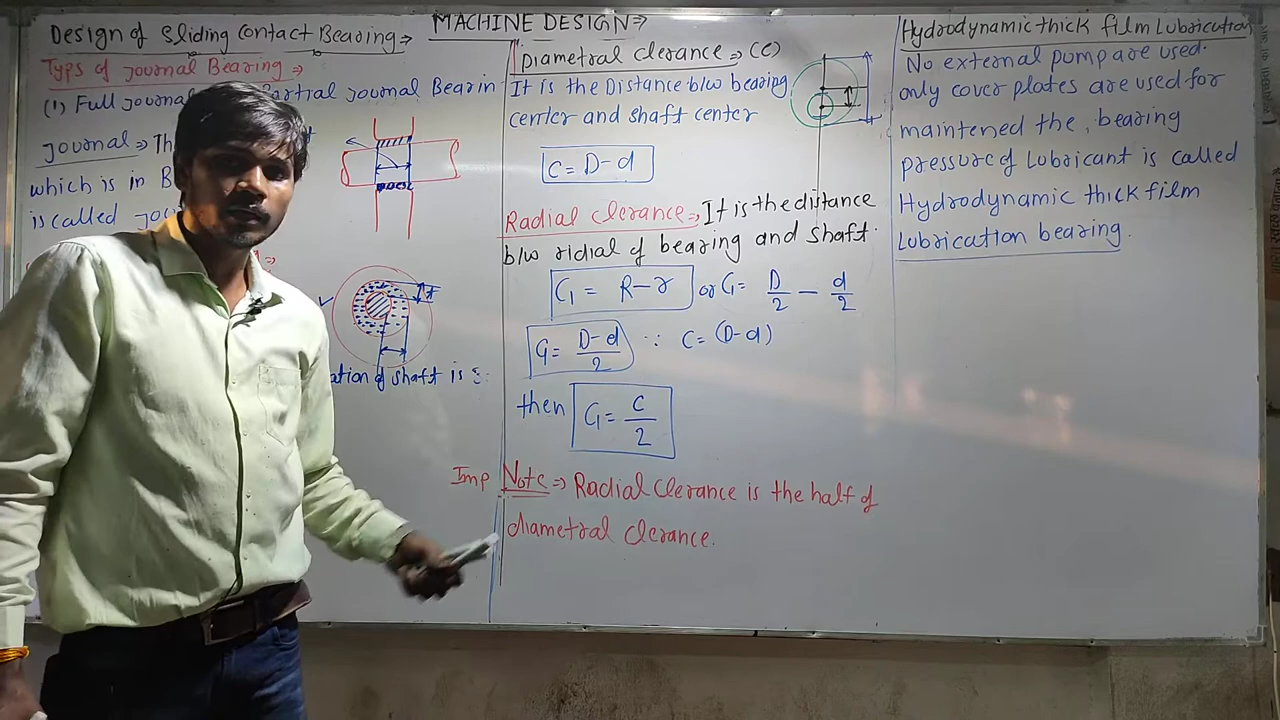 MACHINE DESIGN⇒
Design of Sliding Contact Bearing⇒
Typs of Journal Bearing ⇒
(1) Full Journal Partial Journal Bearin
Journal ⇒ Th
which is in B
is called jou
ation of shaft is
Diametral clerance ⇒ (C)
It is the Distance b/w bearing
center and shaft center
C = D - d
Radial Clerance ⇒ It is the distance
b/w ridial of bearing and shaft.
C1 = R - r or C1 = D/2 - d/2
C1 = D-d/2 ∵ C = (D-d)
then C1 = C/2
Imp Note ⇒ Radial Clerance is the half of
diametral Clerance.
Hydrodynamic thick film Lubrication
No external pump are used.
only cover plates are used for
maintened the, bearing
pressure of Lubricant is called
Hydrodynamic thick film
Lubrication bearing.